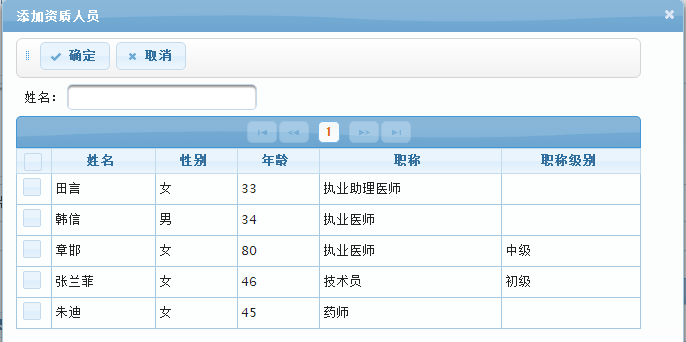 添加资质人员
确定 取消
姓名：
1
姓名 性别 年龄 职称 职称级别
田言 女 33 执业助理医师
韩信 男 34 执业医师
章邯 女 80 执业医师 中级
张兰菲 女 46 技术员 初级
朱迪 女 45 药师